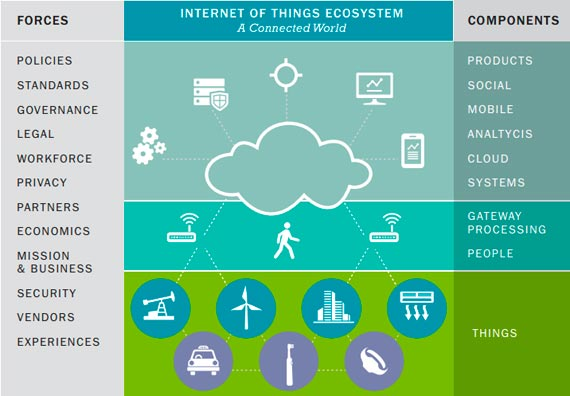 FORCES
POLICIES
STANDARDS
GOVERNANCE
LEGAL
WORKFORCE
PRIVACY
PARTNERS
ECONOMICS
MISSION
& BUSINESS
SECURITY
VENDORS
EXPERIENCES
INTERNET OF THINGS ECOSYSTEM
A Connected World
COMPONENTS
PRODUCTS
SOCIAL
MOBILE
ANALTYCIS
CLOUD
SYSTEMS
GATEWAY
PROCESSING
PEOPLE
THINGS